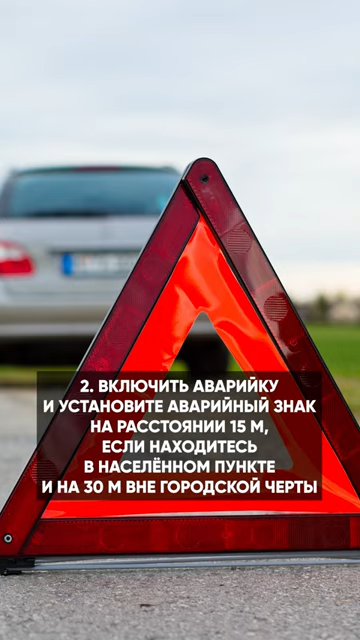 2. ВКЛЮЧИТЬ АВАРИЙКУ
И УСТАНОВИТЕ АВАРИЙНЫЙ ЗНАК
НА РАССТОЯНИИ 15 М,
ЕСЛИ НАХОДИТЕСЬ
В НАСЕЛЁННОМ ПУНКТЕ
И НА 30 М ВНЕ ГОРОДСКОЙ ЧЕРТЫ